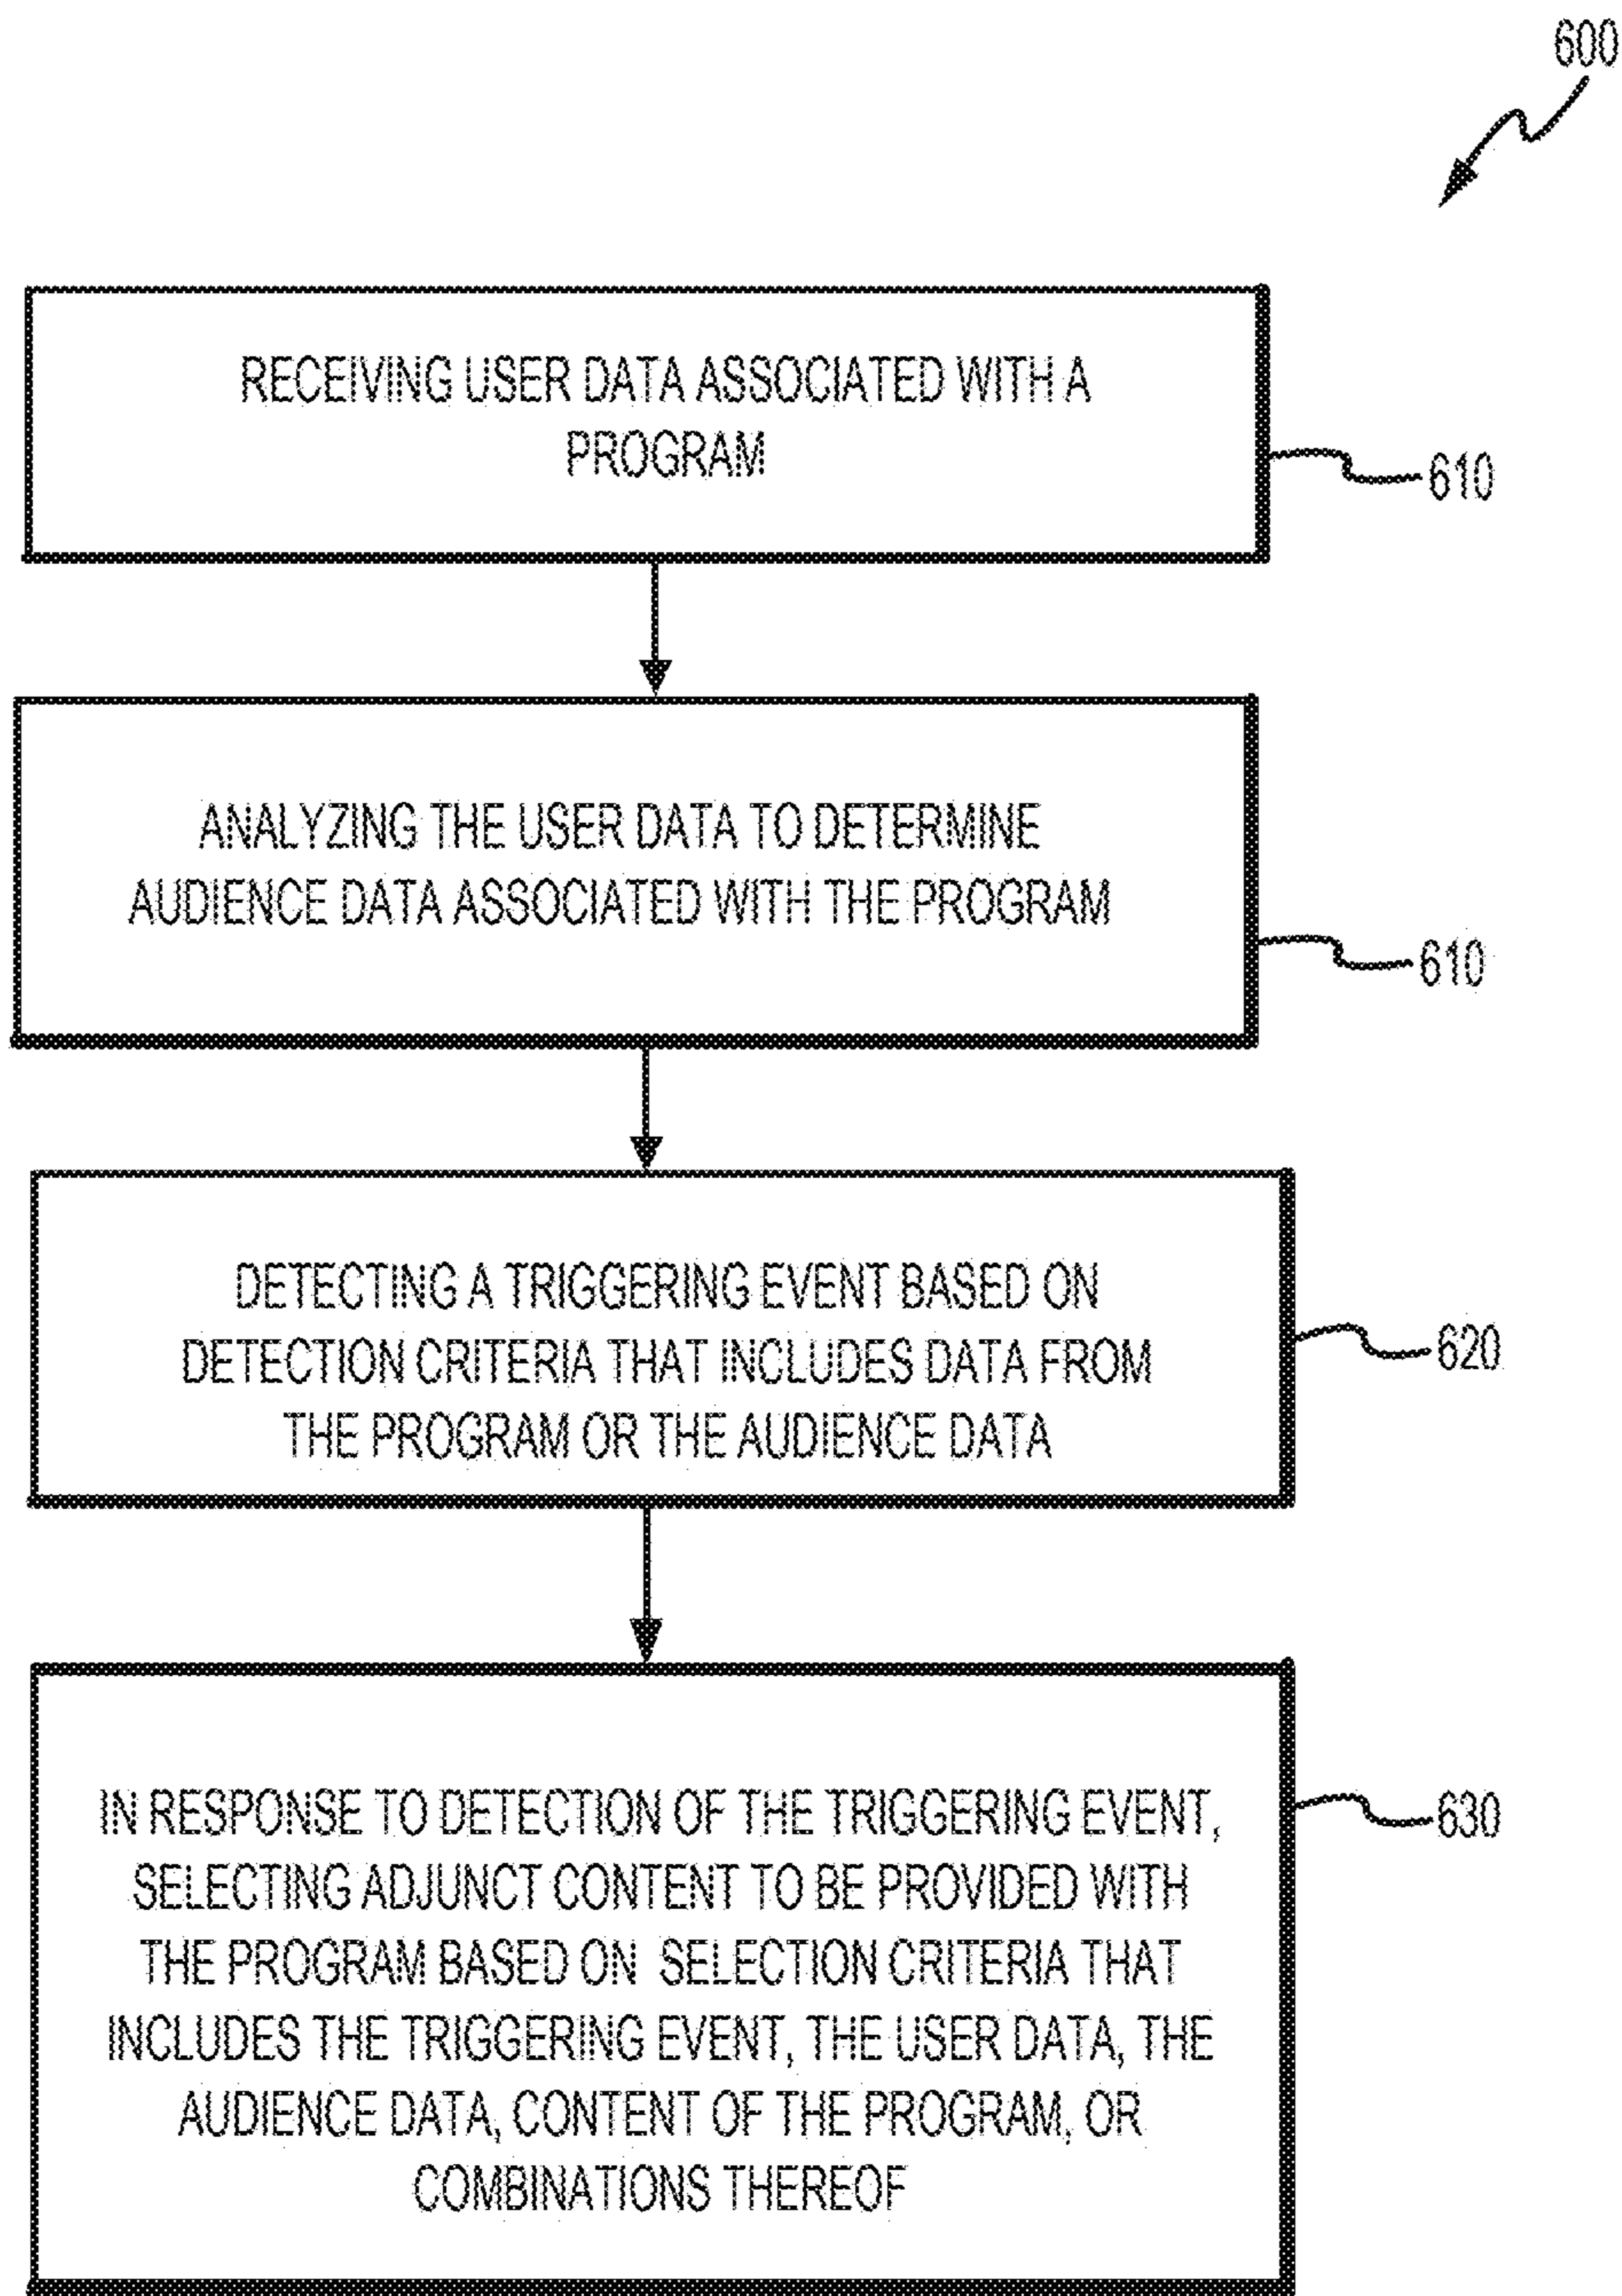 600
RECEIVING USER DATA ASSOCIATED WITH A
PROGRAM
610
ANALYZING THE USER DATA TO DETERMINE
AUDIENCE DATA ASSOCIATED WITH THE PROGRAM
610
DETECTING A TRIGGERING EVENT BASED ON
DETECTION CRITERIA THAT INCLUDES DATA FROM
THE PROGRAM OR THE AUDIENCE DATA
620
IN RESPONSE TO DETECTION OF THE TRIGGERING EVENT,
SELECTING ADJUNCT CONTENT TO BE PROVIDED WITH
THE PROGRAM BASED ON SELECTION CRITERIA THAT
INCLUDES THE TRIGGERING EVENT, THE USER DATA, THE
AUDIENCE DATA, CONTENT OF THE PROGRAM, OR
COMBINATIONS THEREOF
630